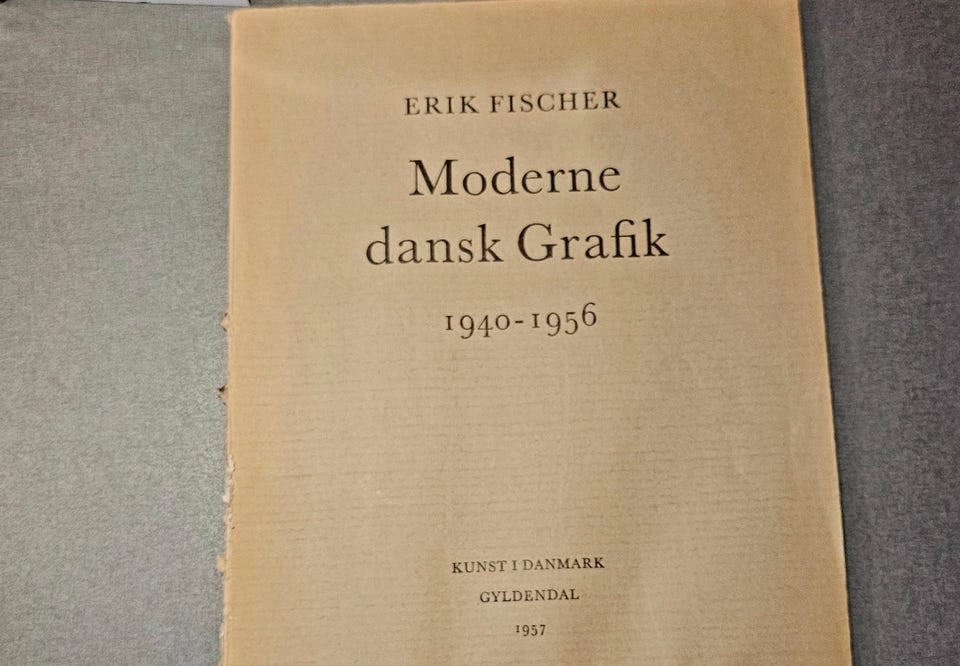 ERIK FISCHER
Moderne
dansk Grafik
1940-1956
KUNST I DANMARK
GYLDENDAL
1957